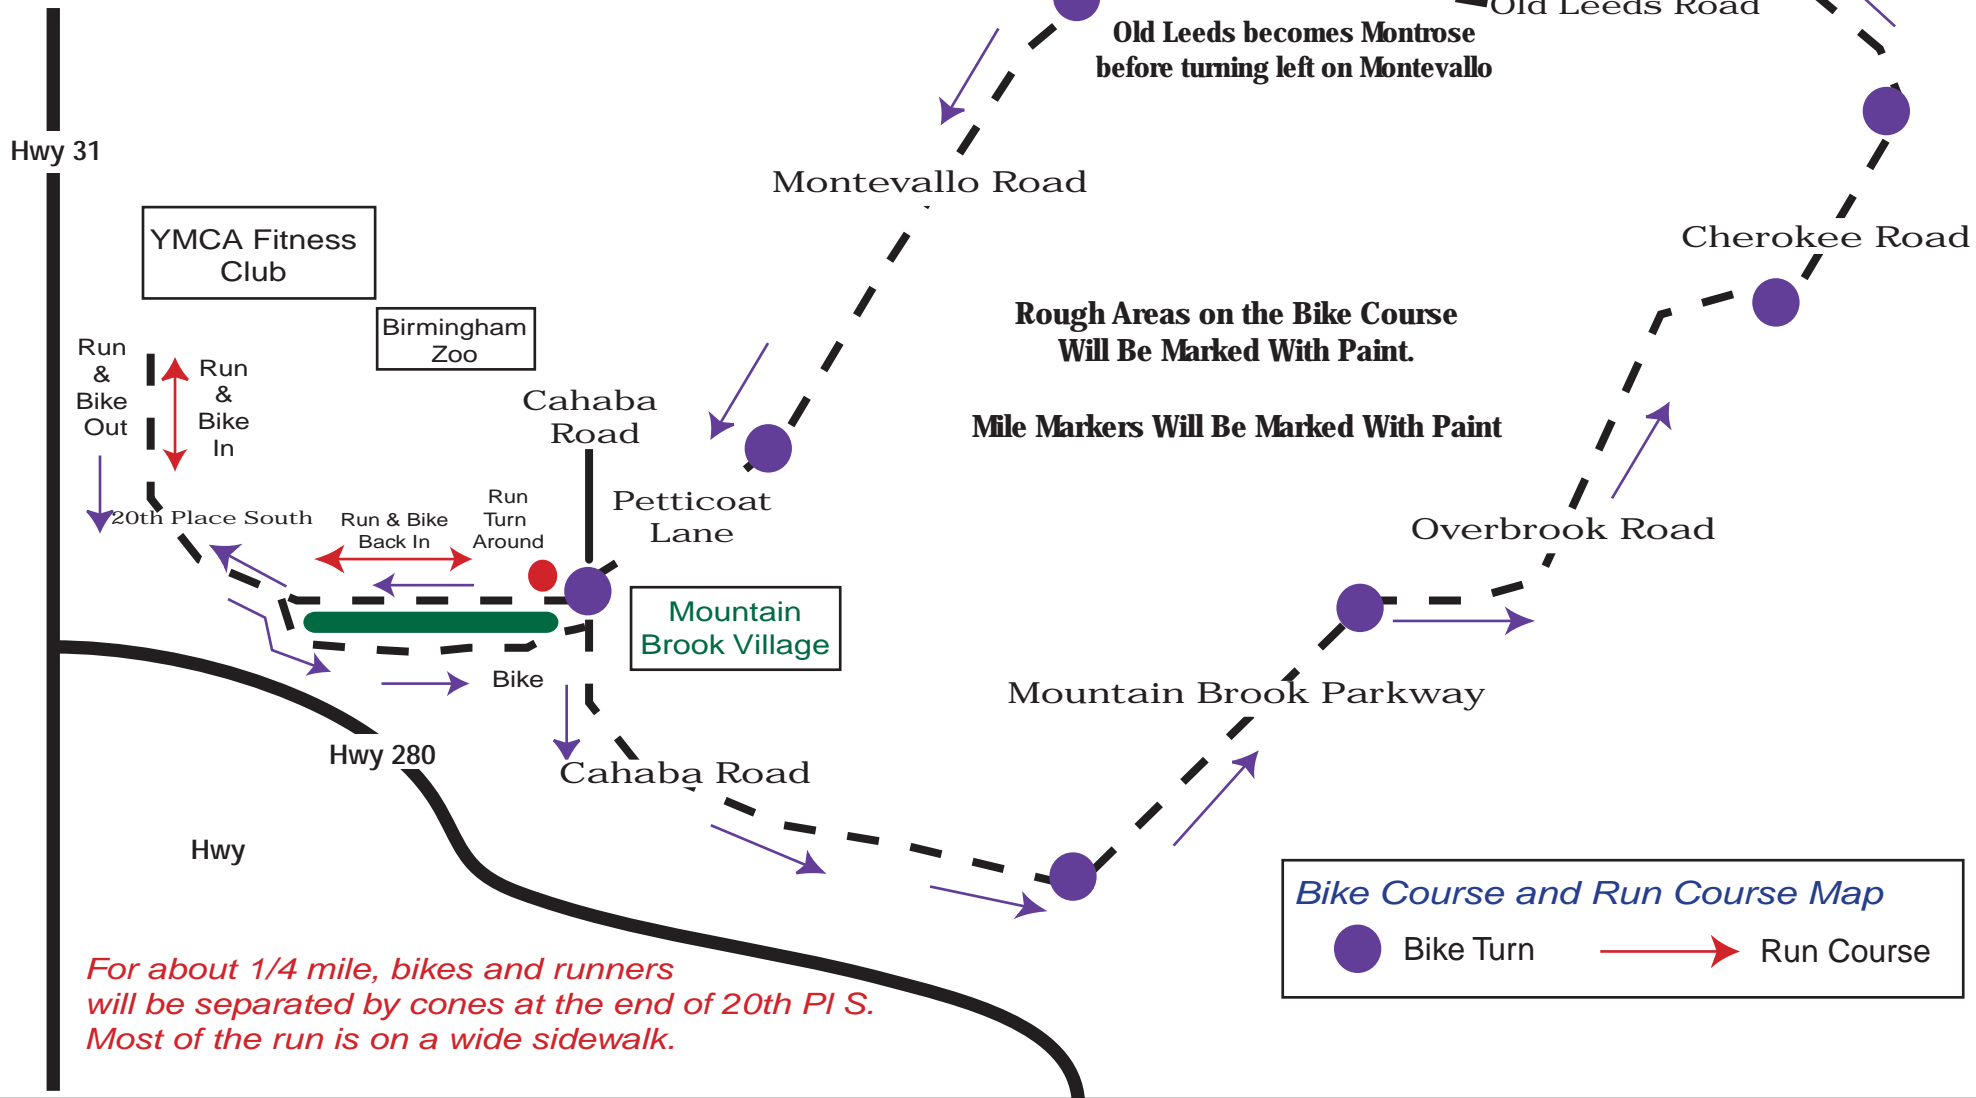 Old Leeds Road
Old Leeds becomes Montrose
before turning left on Montevallo
Hwy 31
Montevallo Road
YMCA Fitness
Club
Cherokee Road
Birmingham
Zoo
Rough Areas on the Bike Course
Will Be Marked With Paint.
Mile Markers Will Be Marked With Paint
Run
&
Bike
Out
Run
&
Bike
In
Cahaba
Road
Petticoat
Lane
20th Place South
Run & Bike
Back In
Run
Turn
Around
Overbrook Road
Mountain
Brook Village
Bike
Mountain Brook Parkway
Hwy 280
Cahaba Road
Hwy
Bike Course and Run Course Map
Bike Turn
Run Course
For about 1/4 mile, bikes and runners
will be separated by cones at the end of 20th Pl S.
Most of the run is on a wide sidewalk.